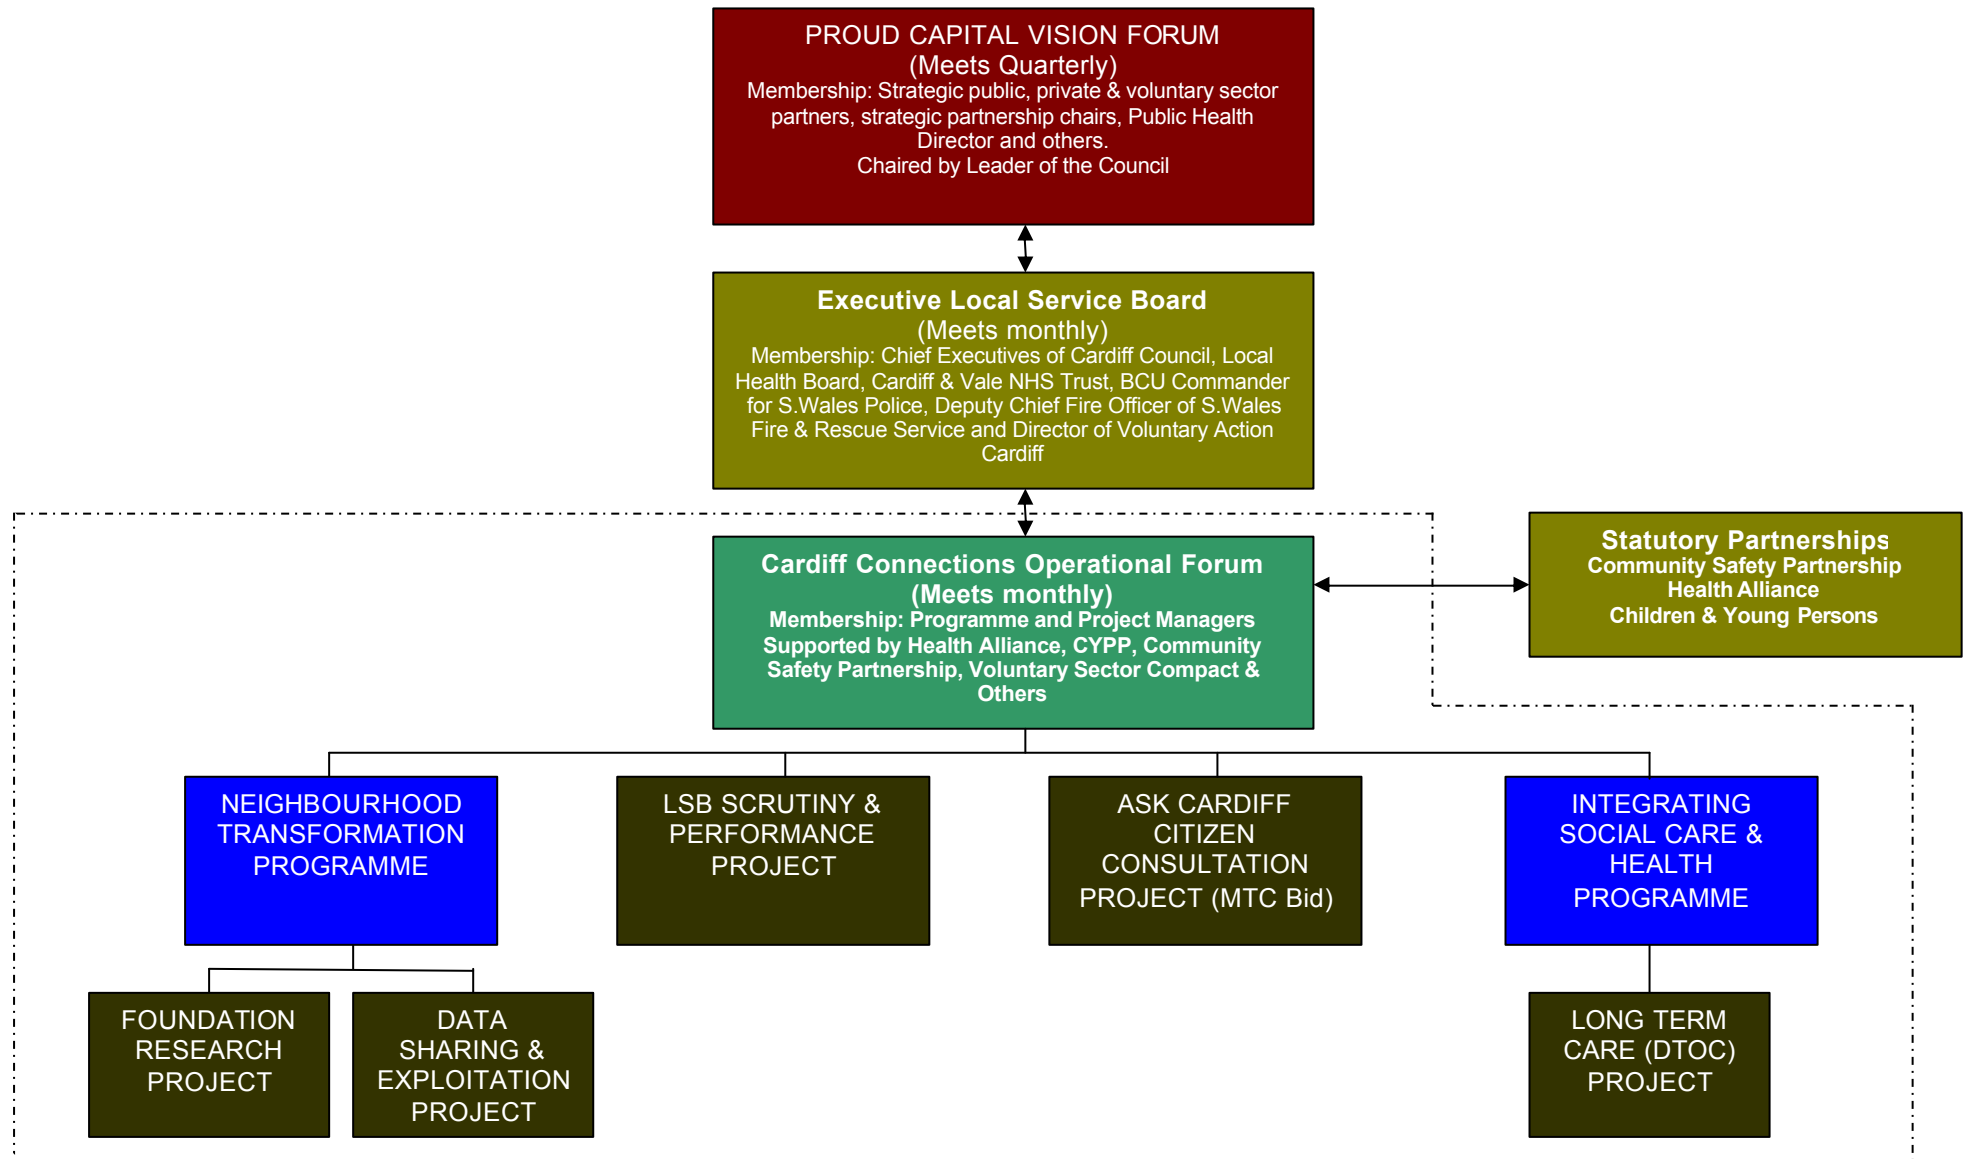 PROUD CAPITAL VISION FORUM
(Meets Quarterly)
Membership: Strategic public, private & voluntary sector
partners, strategic partnership chairs, Public Health
Director and others.
Chaired by Leader of the Council
Executive Local Service Board
(Meets monthly)
Membership: Chief Executives of Cardiff Council, Local
Health Board, Cardiff & Vale NHS Trust, BCU Commander
for S.Wales Police, Deputy Chief Fire Officer of S.Wales
Fire & Rescue Service and Director of Voluntary Action
Cardiff
Cardiff Connections Operational Forum
(Meets monthly)
Membership: Programme and Project Managers
Supported by Health Alliance, CYPP, Community
Safety Partnership, Voluntary Sector Compact &
Others
Statutory Partnerships
Community Safety Partnership
Health Alliance
Children & Young Persons
NEIGHBOURHOOD
TRANSFORMATION
PROGRAMME
LSB SCRUTINY &
PERFORMANCE
PROJECT
ASK CARDIFF
CITIZEN
CONSULTATION
PROJECT (MTC Bid)
INTEGRATING
SOCIAL CARE &
HEALTH
PROGRAMME
FOUNDATION
RESEARCH
PROJECT
DATA
SHARING &
EXPLOITATION
PROJECT
LONG TERM
CARE (DTOC)
PROJECT